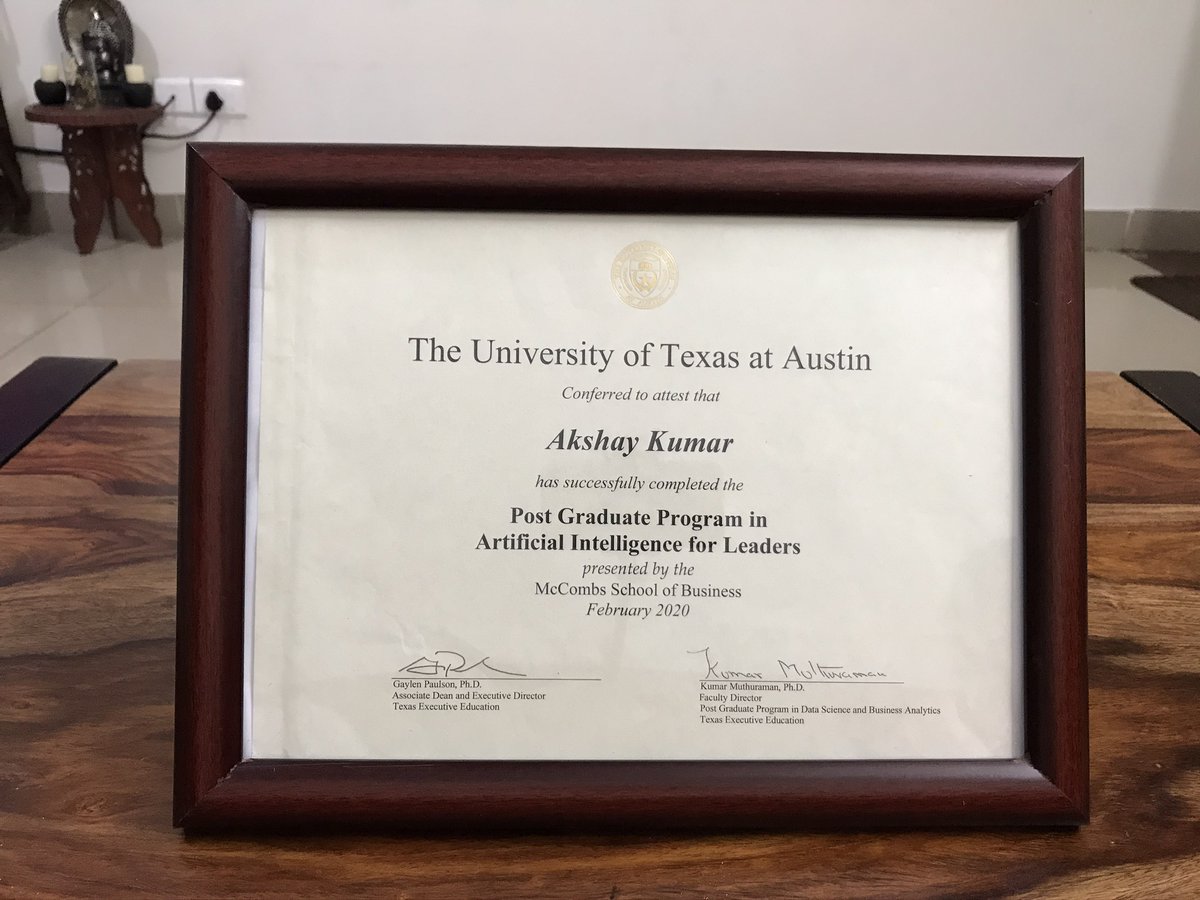 The University of Texas at Austin
Conferred to attest that
Akshay Kumar
has successfully completed the
Post Graduate Program in
Artificial Intelligence for Leaders
presented by the
McCombs School of Business
February 2020
Kumar Muthuraman
Gaylen Paulson, Ph.D.
Associate Dean and Executive Director
Texas Executive Education
Kumar Muthuraman, Ph.D.
Faculty Director
Post Graduate Program in Data Science and Business Analytics
Texas Executive Education